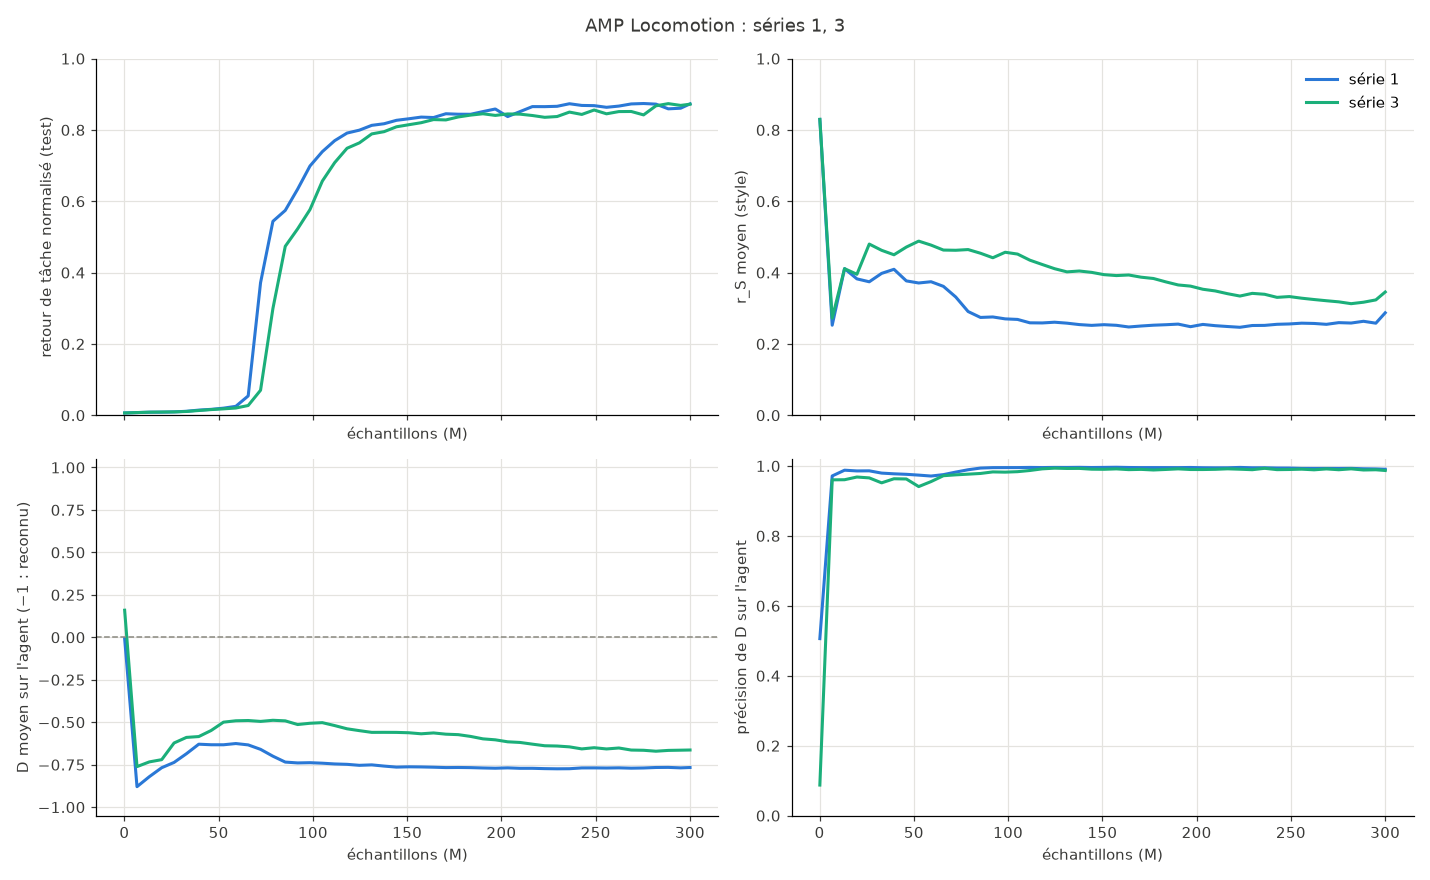 AMP Locomotion : séries 1, 3
retour de tâche normalisé (test)
1.0
0.8
0.6
0.4
0.2
0.0
échantillons (M)
r_S moyen (style)
1.0
0.8
0.6
0.4
0.2
0.0
échantillons (M)
série 1
série 3
D moyen sur l'agent (−1 : reconnu)
1.00
0.75
0.50
0.25
0.00
−0.25
−0.50
−0.75
−1.00
0 50 100 150 200 250 300
échantillons (M)
précision de D sur l'agent
1.0
0.8
0.6
0.4
0.2
0.0
0 50 100 150 200 250 300
échantillons (M)